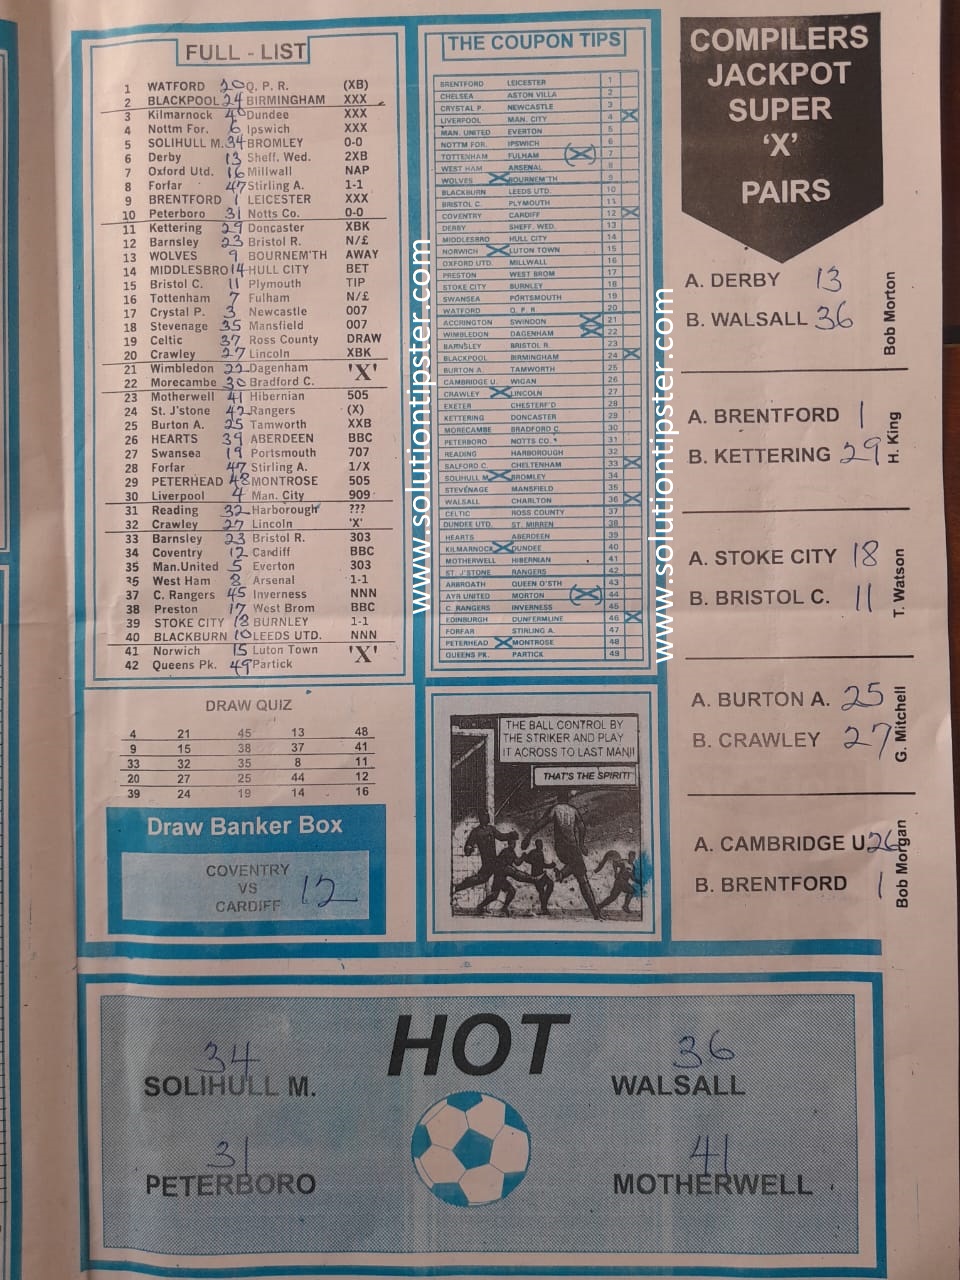 FULL - LIST
1 WATFORD 20 Q. P. R. (XB)
2 BLACKPOOL 24 BIRMINGHAM XXX
3 Kilmarnock 40 Dundee XXX
4 Nottm For. 6 Ipswich XXX
5 SOLIHULL M. 34 BROMLEY 0-0
6 Derby 13 Sheff. Wed. 2XB
7 Oxford Utd. 16 Millwall NAP
8 Forfar 47 Stirling A. 1-1
9 BRENTFORD 1 LEICESTER XXX
10 Peterboro 31 Notts Co. 0-0
11 Kettering 29 Doncaster XBK
12 Barnsley 23 Bristol R. N/£
13 WOLVES 9 BOURNEM'TH AWAY
14 MIDDLESBRO 14 HULL CITY BET
15 Bristol C. 11 Plymouth TIP
16 Tottenham 7 Fulham N/£
17 Crystal P. 3 Newcastle 007
18 Stevenage 35 Mansfield 007
19 Celtic 37 Ross County DRAW
20 Crawley 27 Lincoln XBK
21 Wimbledon 22 Dagenham 'X'
22 Morecambe 30 Bradford C.
23 Motherwell 41 Hibernian 505
24 St. J'stone 42 Rangers (X)
25 Burton A. 25 Tamworth XXB
26 HEARTS 39 ABERDEEN BBC
27 Swansea 19 Portsmouth 707
28 Forfar 47 Stirling A. 1/X
29 PETERHEAD 48 MONTROSE 505
30 Liverpool 4 Man. City 909
31 Reading 32 Harborough ???
32 Crawley 27 Lincoln 'X'
33 Barnsley 23 Bristol R. 303
34 Coventry 12 Cardiff BBC
35 Man.United 5 Everton 303
36 West Ham 8 Arsenal 1-1
37 C. Rangers 45 Inverness NNN
38 Preston 17 West Brom BBC
39 STOKE CITY 18 BURNLEY 1-1
40 BLACKBURN 10 LEEDS UTD. NNN
41 Norwich 15 Luton Town 'X'
42 Queens Pk. 49 Partick
THE COUPON TIPS
BRENTFORD LEICESTER 1
CHELSEA ASTON VILLA 2
CRYSTAL P. NEWCASTLE 3
LIVERPOOL MAN. CITY 4 X
MAN. UNITED EVERTON 5
NOTTM FOR. IPSWICH 6
TOTTENHAM FULHAM (X) 7
WEST HAM ARSENAL 8
WOLVES X BOURNEM'TH 9
BLACKBURN LEEDS UTD. 10
BRISTOL C. PLYMOUTH 11
COVENTRY CARDIFF 12 X
DERBY SHEFF. WED. 13
MIDDLESBRO HULL CITY 14
NORWICH X LUTON TOWN 15
OXFORD UTD. MILLWALL 16
PRESTON WEST BROM 17
STOKE CITY BURNLEY 18
SWANSEA PORTSMOUTH 19
WATFORD Q. P. R. 20
ACCRINGTON SWINDON X 21
WIMBLEDON DAGENHAM X 22
BARNSLEY BRISTOL R. 23
BLACKPOOL BIRMINGHAM 24 X
BURTON A. TAMWORTH 25
CAMBRIDGE U. WIGAN 26
CRAWLEY X LINCOLN 27
EXETER CHESTERF'D 28
KETTERING DONCASTER 29
MORECAMBE BRADFORD C. 30
PETERBORO NOTTS CO. 31
READING HARBOROUGH 32
SALFORD C. CHELTENHAM 33 X
SOLIHULL M. X BROMLEY 34
STEVENAGE MANSFIELD 35
WALSALL CHARLTON 36 X
CELTIC ROSS COUNTY 37
DUNDEE UTD. ST. MIRREN 38
HEARTS ABERDEEN 39
KILMARNOCK X DUNDEE 40
MOTHERWELL HIBERNIAN 41
ST. J'STONE RANGERS 42
ARBROATH QUEEN O'STH 43
AYR UNITED MORTON (X) 44
C. RANGERS INVERNESS 45
EDINBURGH DUNFERMLINE 46 X
FORFAR STIRLING A. 47
PETERHEAD X MONTROSE 48
QUEENS PK. PARTICK 49
www.solutiontipster.com
www.solutiontipster.com
COMPILERS
JACKPOT
SUPER
'X'
PAIRS
A. DERBY 13
B. WALSALL 36
Bob Morton
A. BRENTFORD 1
B. KETTERING 29
H. King
A. STOKE CITY 18
B. BRISTOL C. 11
T. Watson
A. BURTON A. 25
B. CRAWLEY 27
G. Mitchell
A. CAMBRIDGE U 26
B. BRENTFORD 1
Bob Morgan
DRAW QUIZ
4 21 45 13 48
9 15 38 37 41
33 32 35 8 11
20 27 25 44 12
39 24 19 14 16
Draw Banker Box
COVENTRY
VS 12
CARDIFF
THE BALL CONTROL BY
THE STRIKER AND PLAY
IT ACROSS TO LAST MAN!!
THAT'S THE SPIRIT!
HOT
34 36
SOLIHULL M. WALSALL
31 41
PETERBORO MOTHERWELL